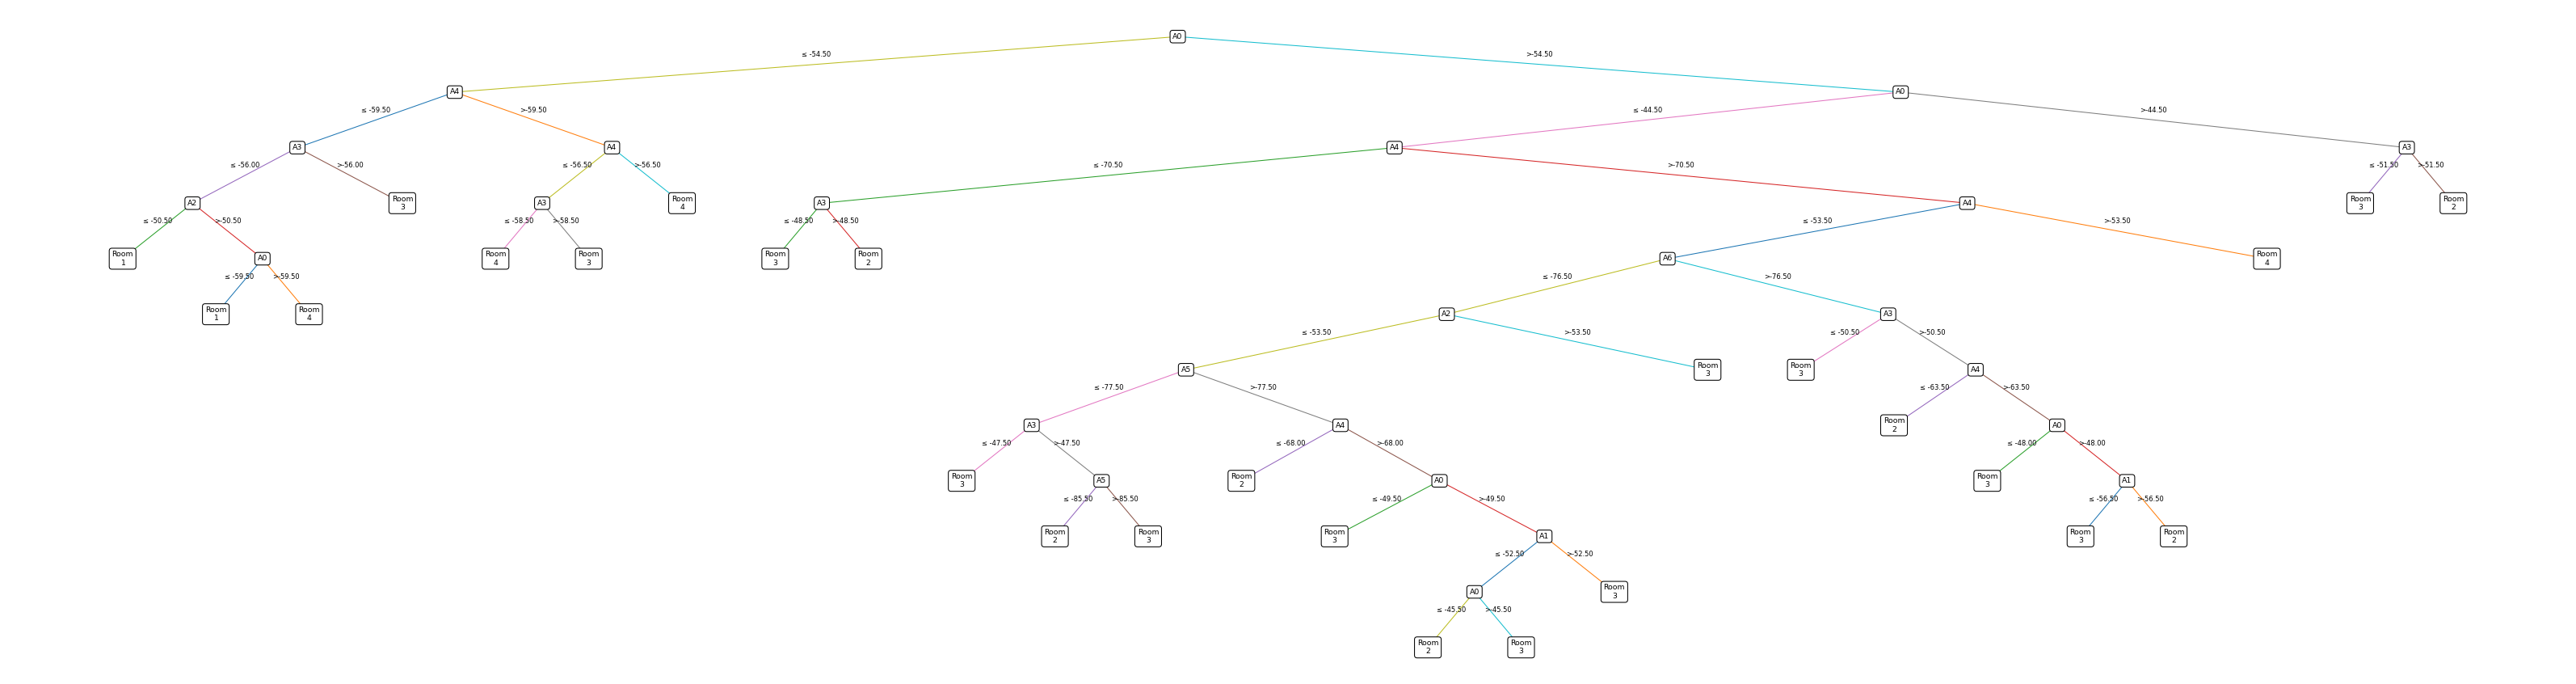 A0
≤ -54.50
>-54.50
A4
A0
≤ -59.50
>-59.50
≤ -44.50
>-44.50
A3
A4
A4
A3
≤ -56.00
>-56.00
≤ -56.50
>-56.50
≤ -70.50
>-70.50
≤ -51.50
>-51.50
A2
Room
3
A3
Room
4
A3
A4
Room
3
Room
2
≤ -50.50
>-50.50
≤ -58.50
>-58.50
≤ -48.50
>-48.50
≤ -53.50
>-53.50
Room
1
A0
Room
4
Room
3
Room
3
Room
2
A6
Room
4
≤ -59.50
>-59.50
≤ -76.50
>-76.50
Room
1
Room
4
A2
A3
≤ -53.50
>-53.50
≤ -50.50
>-50.50
A5
Room
3
Room
3
A4
≤ -77.50
>-77.50
≤ -63.50
>-63.50
A3
A4
Room
2
A0
≤ -47.50
>-47.50
≤ -68.00
>-68.00
≤ -48.00
>-48.00
Room
3
A5
Room
2
A0
Room
3
A1
≤ -85.50
>-85.50
≤ -49.50
>-49.50
≤ -56.50
>-56.50
Room
2
Room
3
Room
3
A1
Room
3
Room
2
≤ -52.50
>-52.50
A0
Room
3
≤ -45.50
>-45.50
Room
2
Room
3